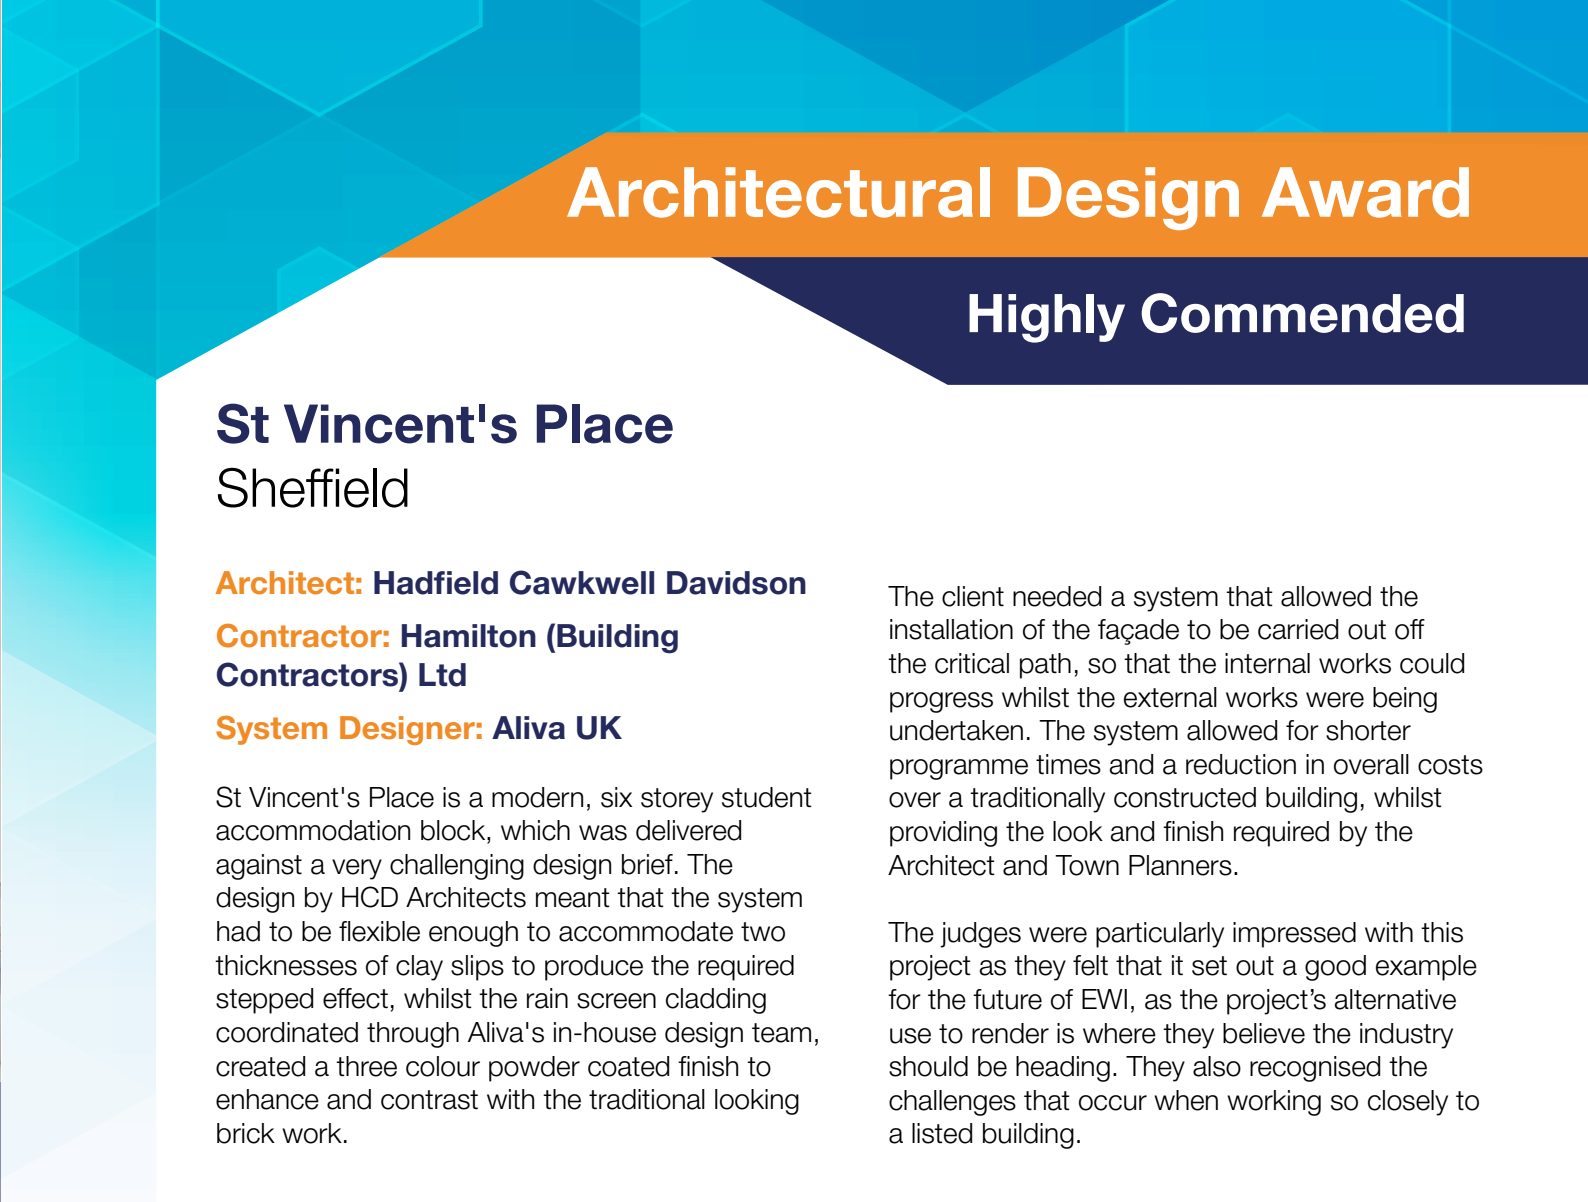 Architectural Design Award
Highly Commended
St Vincent's Place
Sheffield
Architect: Hadfield Cawkwell Davidson
Contractor: Hamilton (Building
Contractors) Ltd
System Designer: Aliva UK
St Vincent's Place is a modern, six storey student
accommodation block, which was delivered
against a very challenging design brief. The
design by HCD Architects meant that the system
had to be flexible enough to accommodate two
thicknesses of clay slips to produce the required
stepped effect, whilst the rain screen cladding
coordinated through Aliva's in-house design team,
created a three colour powder coated finish to
enhance and contrast with the traditional looking
brick work.
The client needed a system that allowed the
installation of the façade to be carried out off
the critical path, so that the internal works could
progress whilst the external works were being
undertaken. The system allowed for shorter
programme times and a reduction in overall costs
over a traditionally constructed building, whilst
providing the look and finish required by the
Architect and Town Planners.
The judges were particularly impressed with this
project as they felt that it set out a good example
for the future of EWI, as the project’s alternative
use to render is where they believe the industry
should be heading. They also recognised the
challenges that occur when working so closely to
a listed building.